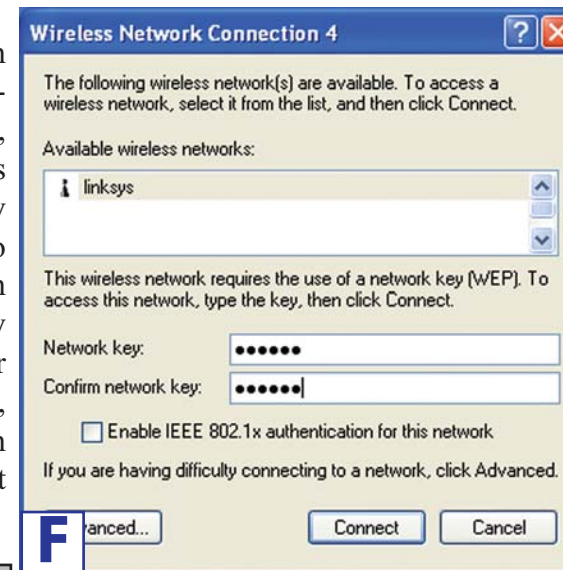 Wireless Network Connection 4
The following wireless network(s) are available. To access a
wireless network, select it from the list, and then click Connect.
Available wireless networks:
linksys
This wireless network requires the use of a network key (WEP). To
access this network, type the key, then click Connect.
Network key: ●●●●●●
Confirm network key: ●●●●●●
Enable IEEE 802.1x authentication for this network
If you are having difficulty connecting to a network, click Advanced.
anced... Connect Cancel
F